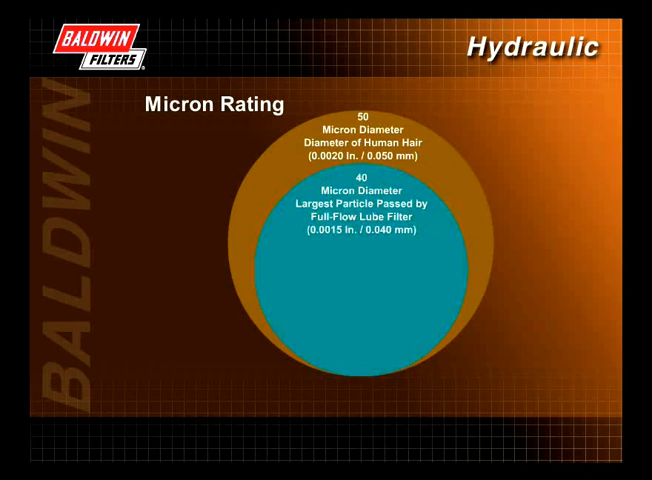 BALDWIN
FILTERS
Hydraulic
Micron Rating
BALDWIN
50
Micron Diameter
Diameter of Human Hair
(0.0020 In. / 0.050 mm)
40
Micron Diameter
Largest Particle Passed by
Full-Flow Lube Filter
(0.0015 In. / 0.040 mm)